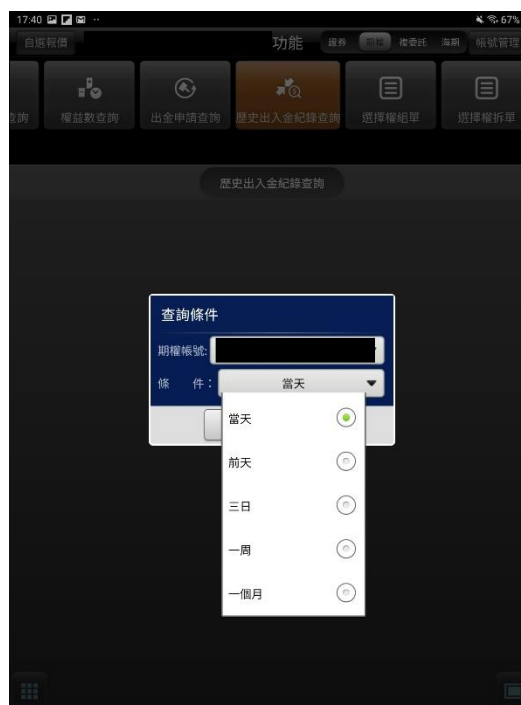 17:40
67%
自選報價
功能
證券
期權
複委託
海期
帳號管理
查詢
權益數查詢
出金申請查詢
歷史出入金紀錄查詢
選擇權組單
選擇權拆單
歷史出入金紀錄查詢
查詢條件
期權帳號:
條 件：
當天
當天
前天
三日
一周
一個月